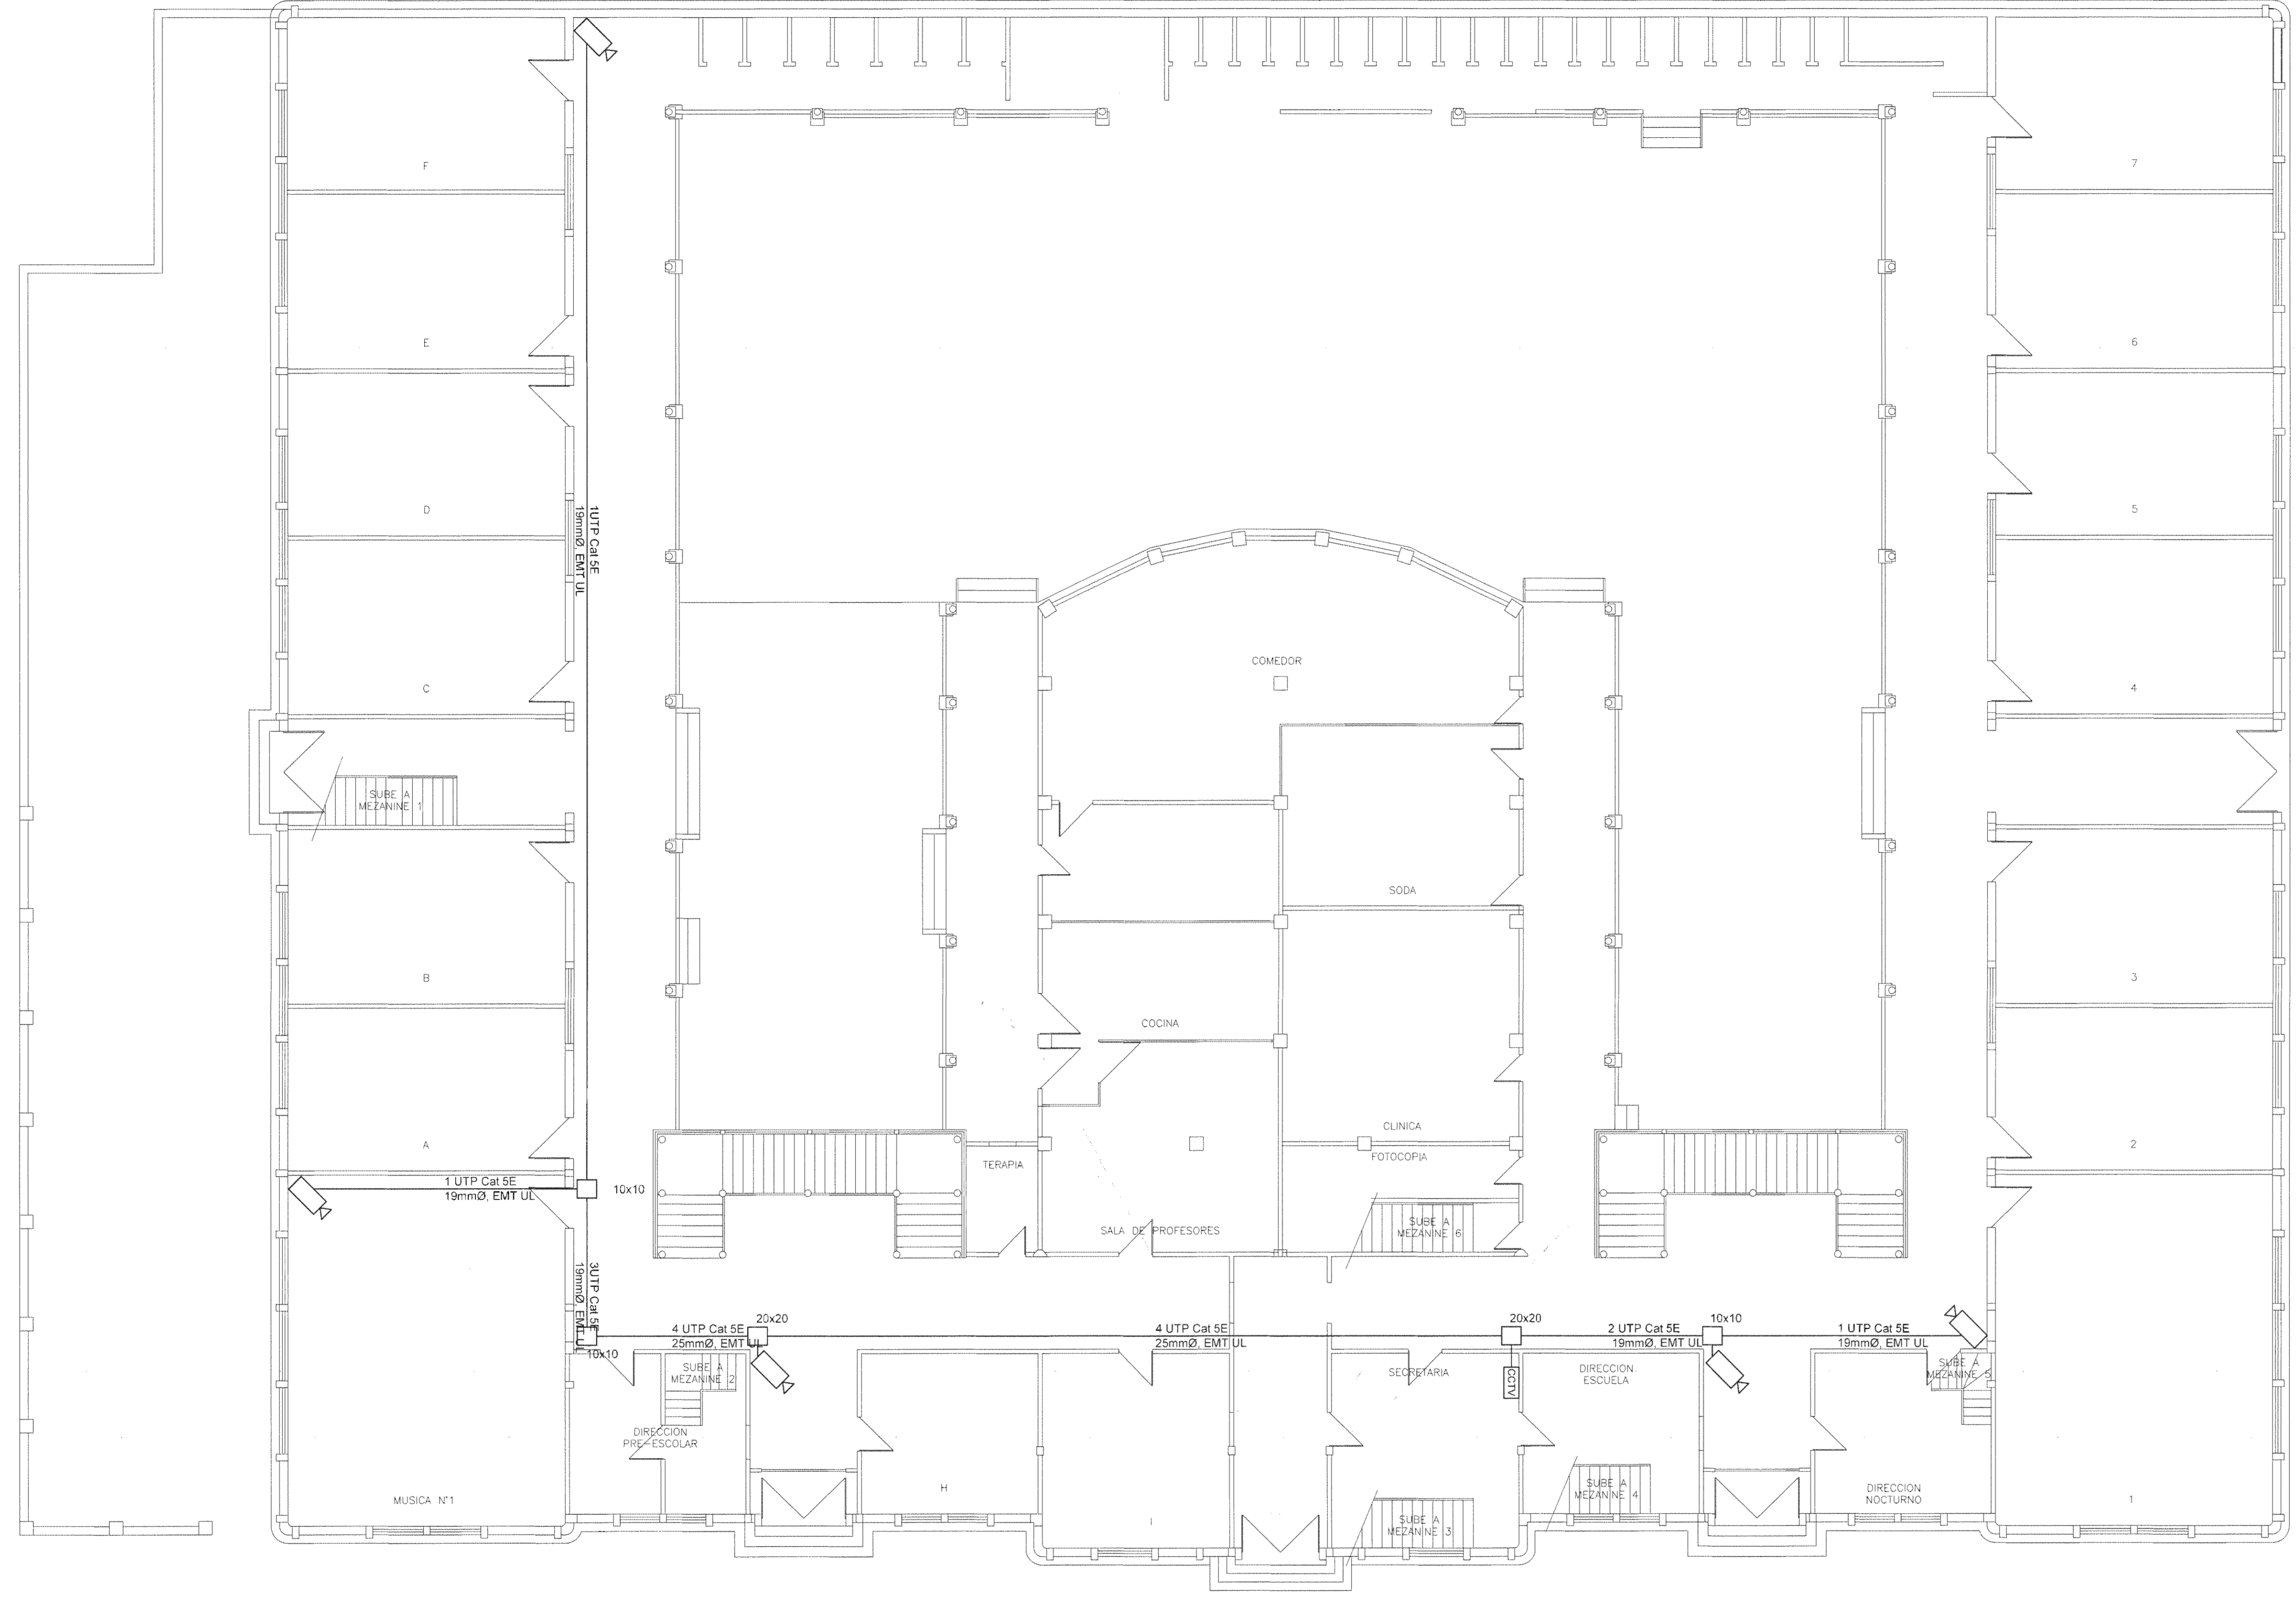 F
7
E
6
1UTP Cat 5E
19mmØ, EMT UL
D
5
COMEDOR
C
4
SUBE A
MEZANINE 1
SODA
B
3
COCINA
CLINICA
A
2
FOTOCOPIA
TERAPIA
1 UTP Cat 5E
19mmØ, EMT UL
10x10
SALA DE PROFESORES
SUBE A
MEZANINE 6
3UTP Cat 5E
19mmØ, EMT UL
10x10
4 UTP Cat 5E
25mmØ, EMT UL
20x20
4 UTP Cat 5E
25mmØ, EMT UL
20x20
2 UTP Cat 5E
19mmØ, EMT UL
10x10
1 UTP Cat 5E
19mmØ, EMT UL
SUBE A
MEZANINE 2
SECRETARIA
CCTV
DIRECCION
ESCUELA
SUBE A
MEZANINE 5
DIRECCION
PRE-ESCOLAR
H
SUBE A
MEZANINE 4
DIRECCION
NOCTURNO
MUSICA N°1
I
SUBE A
MEZANINE 3
1